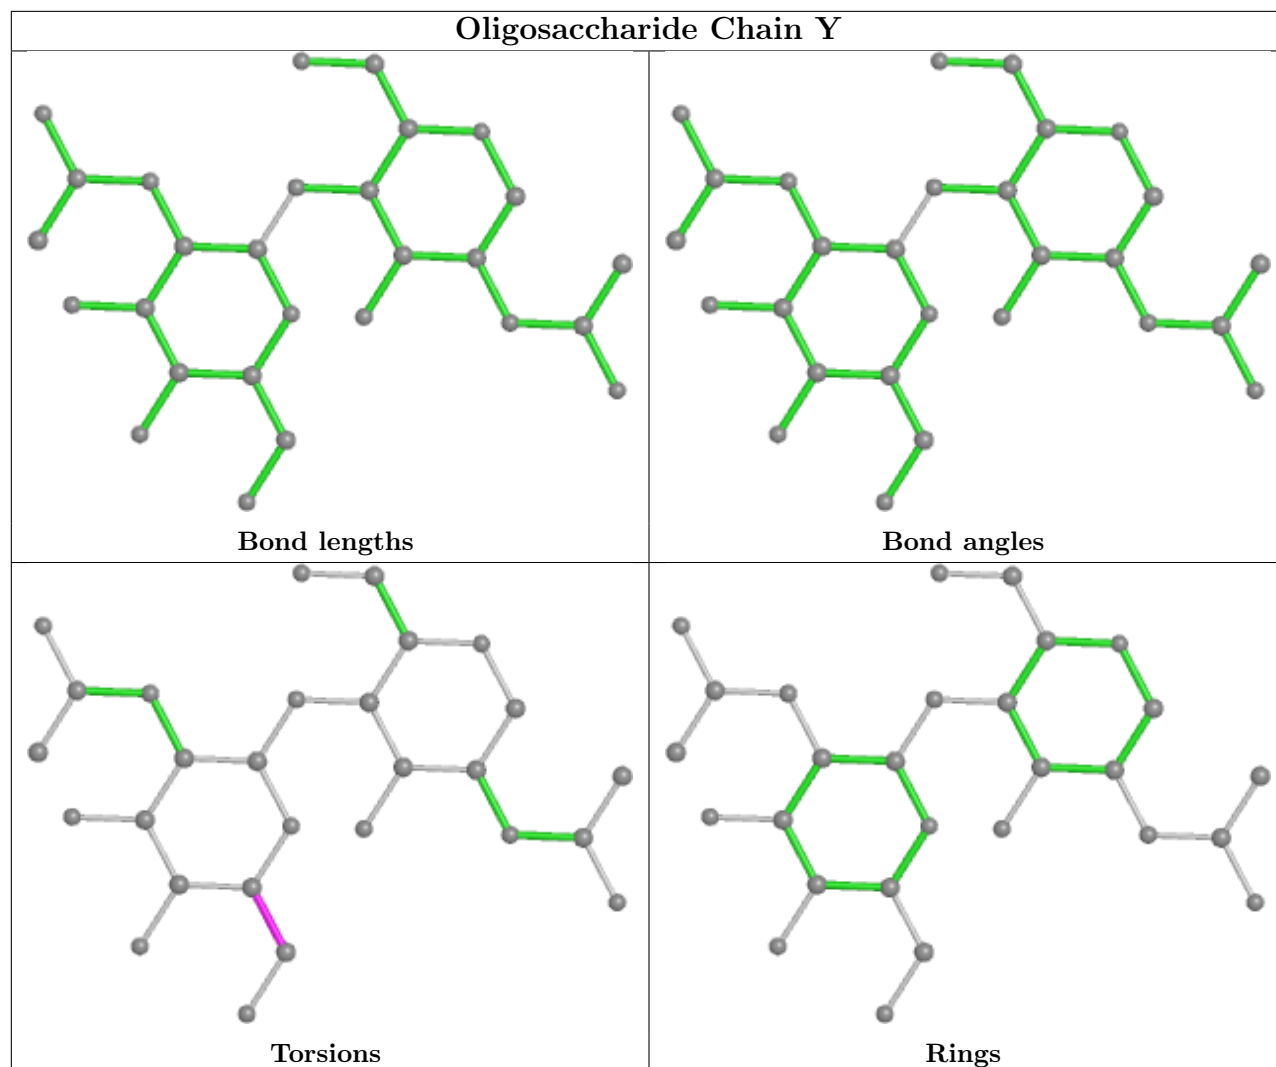 Oligosaccharide Chain Y
Bond lengths
Bond angles
Torsions
Rings